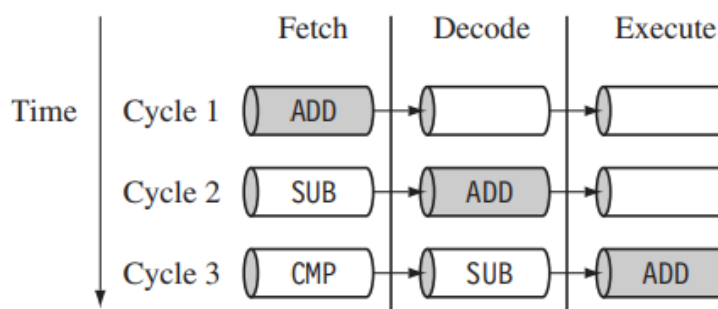 Fetch Decode Execute
Time Cycle 1 ADD
Cycle 2 SUB ADD
Cycle 3 CMP SUB ADD